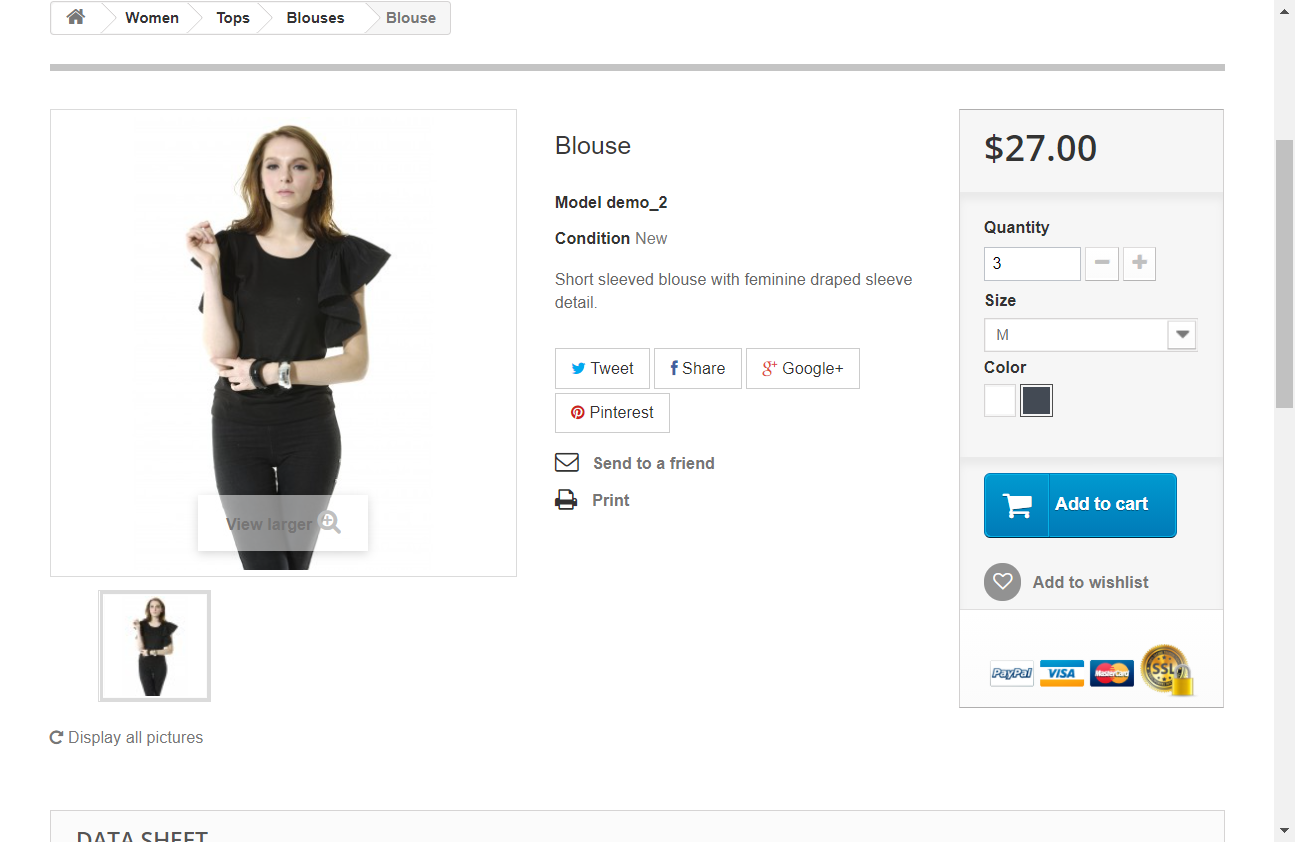 Women Tops Blouses Blouse
Blouse
Model demo_2
Condition New
Short sleeved blouse with feminine draped sleeve
detail.
Tweet Share Google+
Pinterest
Send to a friend
Print
View larger
Display all pictures
$27.00
Quantity
3
Size
M
Color
Add to cart
Add to wishlist
PayPal VISA MasterCard SSL
DATA SHEET